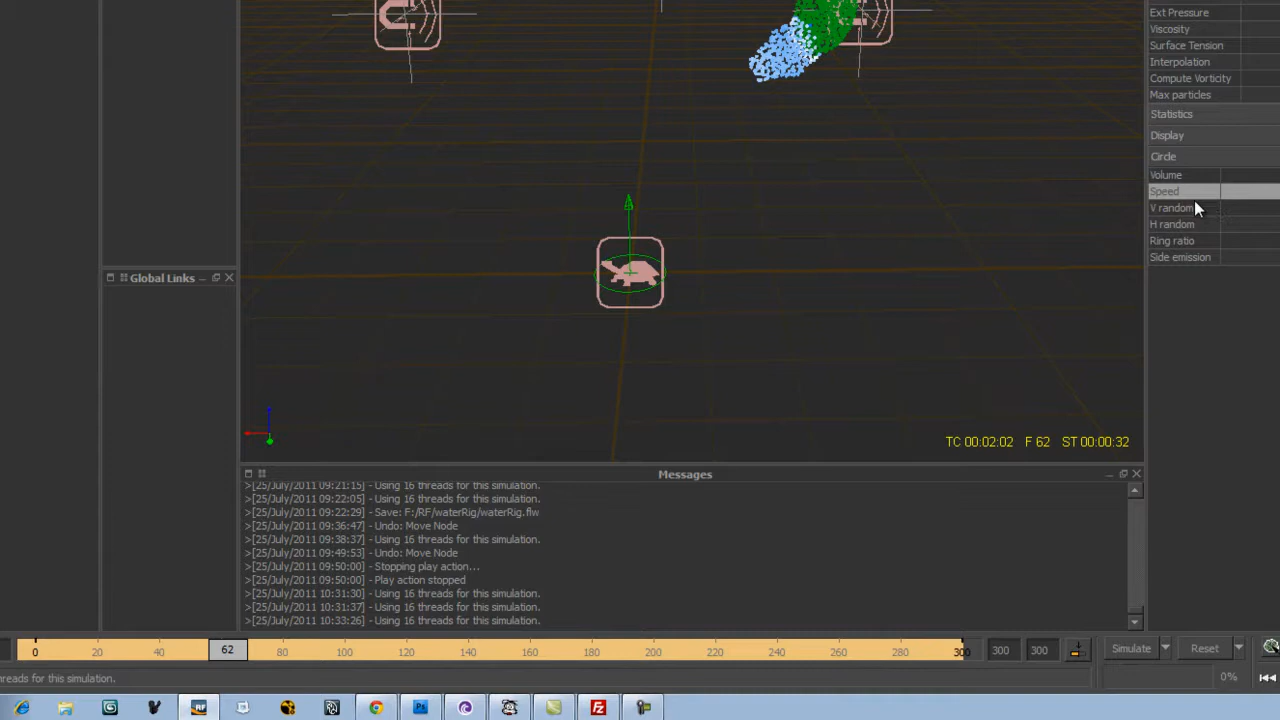 Ext Pressure
Viscosity
Surface Tension
Interpolation
Compute Vorticity
Max particles
Statistics
Display
Circle
Volume
Speed
V random
H random
Ring ratio
Side emission
Global Links
TC 00:02:02 F 62 ST 00:00:32
Messages
>[25/July/2011 09:21:15] - Using 16 threads for this simulation.
>[25/July/2011 09:22:05] - Using 16 threads for this simulation.
>[25/July/2011 09:22:29] - Save: F:/RF/waterRig/waterRig.flw
>[25/July/2011 09:36:47] - Undo: Move Node
>[25/July/2011 09:38:37] - Using 16 threads for this simulation.
>[25/July/2011 09:49:53] - Undo: Move Node
>[25/July/2011 09:50:00] - Stopping play action...
>[25/July/2011 09:50:00] - Play action stopped
>[25/July/2011 10:31:30] - Using 16 threads for this simulation.
>[25/July/2011 10:31:37] - Using 16 threads for this simulation.
>[25/July/2011 10:33:26] - Using 16 threads for this simulation.
0 20 40 62 80 100 120 140 160 180 200 220 240 260 280 300 300 300 Simulate Reset
reads for this simulation. 0%
RF Ps Fz